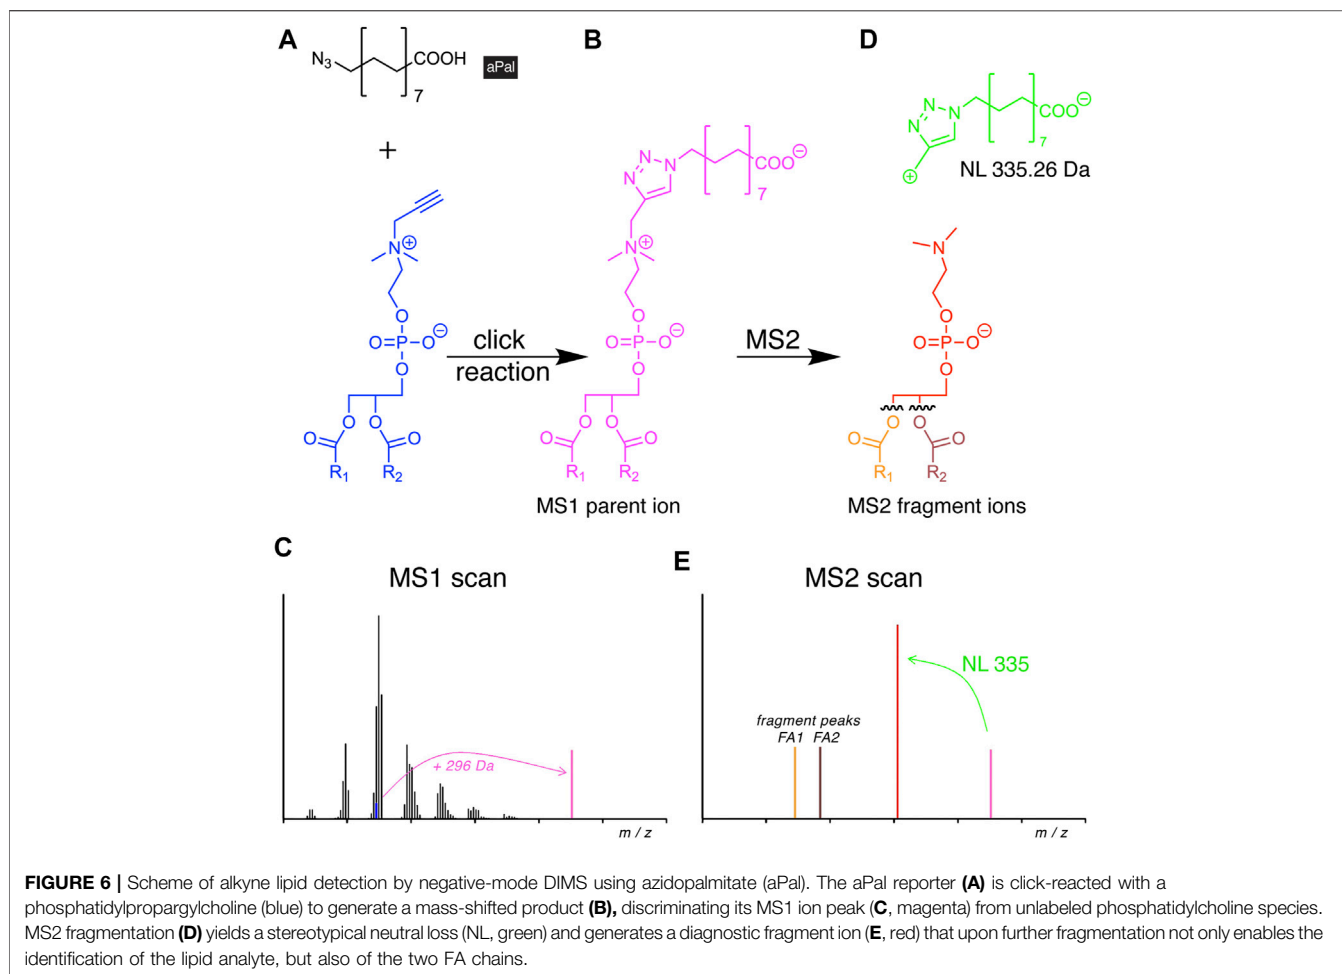 A
N3
COOH
7
aPal
+
N
⊕
O
O=P-O
⊖
O
O
O
O
O
R1
R2
click
reaction
B
N
N
N
COO
⊖
7
N
⊕
O
O=P-O
⊖
O
O
O
O
O
R1
R2
MS1 parent ion
MS2
D
N
N
N
COO
⊖
7
⊕
NL 335.26 Da
N
O
O=P-O
⊖
O
O
O
O
O
R1
R2
MS2 fragment ions
C
MS1 scan
+ 296 Da
m / z
E
MS2 scan
NL 335
fragment peaks
FA1 FA2
m / z
FIGURE 6 | Scheme of alkyne lipid detection by negative-mode DIMS using azidopalmitate (aPal). The aPal reporter (A) is click-reacted with a
phosphatidylpropargylcholine (blue) to generate a mass-shifted product (B), discriminating its MS1 ion peak (C, magenta) from unlabeled phosphatidylcholine species.
MS2 fragmentation (D) yields a stereotypical neutral loss (NL, green) and generates a diagnostic fragment ion (E, red) that upon further fragmentation not only enables the
identification of the lipid analyte, but also of the two FA chains.